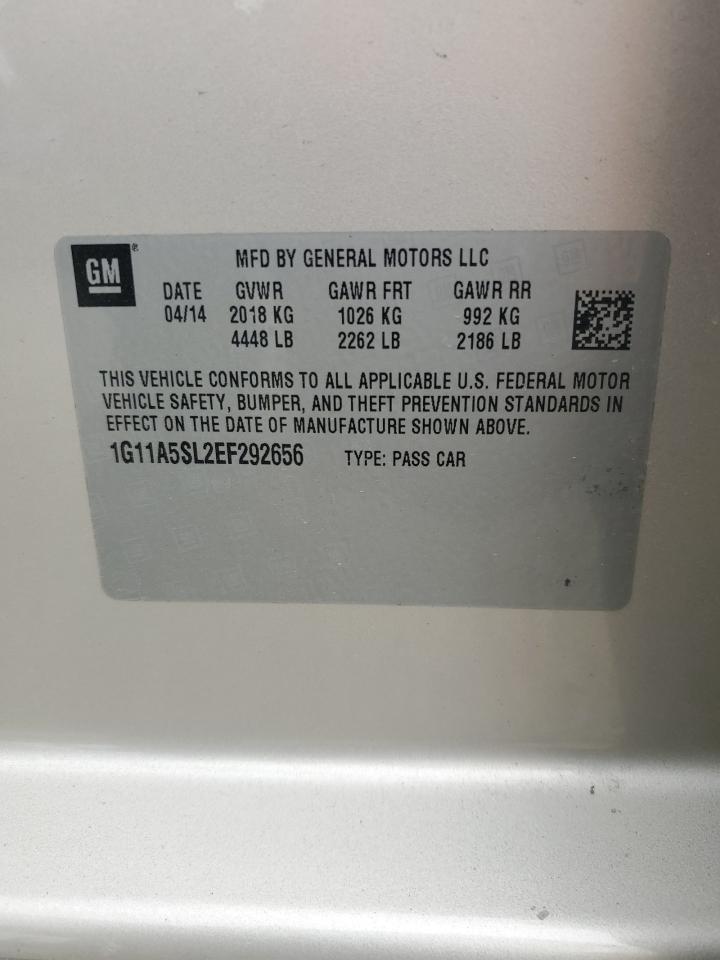 GM
®
MFD BY GENERAL MOTORS LLC
DATE GVWR GAWR FRT GAWR RR
04/14 2018 KG 1026 KG 992 KG
4448 LB 2262 LB 2186 LB
THIS VEHICLE CONFORMS TO ALL APPLICABLE U.S. FEDERAL MOTOR
VEHICLE SAFETY, BUMPER, AND THEFT PREVENTION STANDARDS IN
EFFECT ON THE DATE OF MANUFACTURE SHOWN ABOVE.
1G11A5SL2EF292656 TYPE: PASS CAR